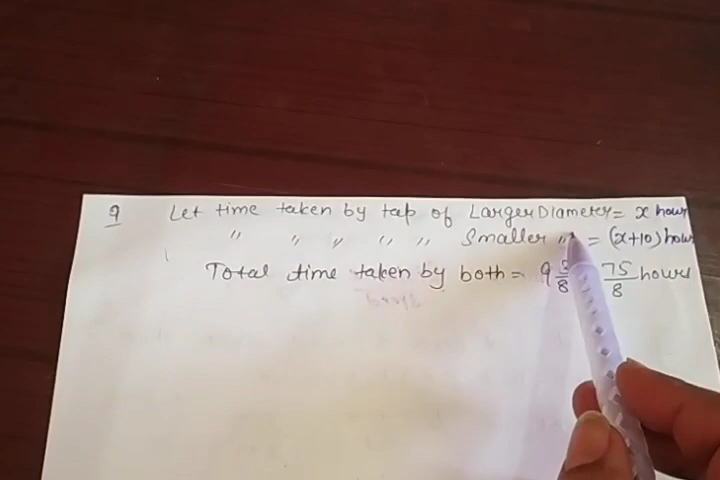 9 Let time taken by tap of Larger Diameter = x hour
" " " " " Smaller " " = (x+10) hour
Total time taken by both = 9 3/8 75/8 hours